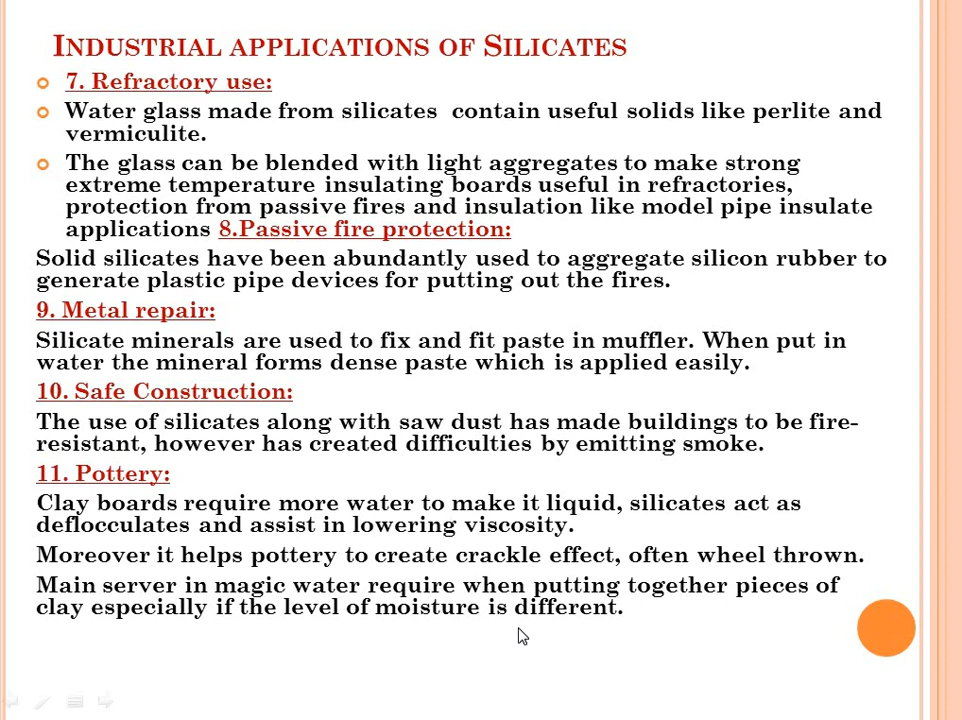 INDUSTRIAL APPLICATIONS OF SILICATES
7. Refractory use:
Water glass made from silicates contain useful solids like perlite and
vermiculite.
The glass can be blended with light aggregates to make strong
extreme temperature insulating boards useful in refractories,
protection from passive fires and insulation like model pipe insulate
applications 8.Passive fire protection:
Solid silicates have been abundantly used to aggregate silicon rubber to
generate plastic pipe devices for putting out the fires.
9. Metal repair:
Silicate minerals are used to fix and fit paste in muffler. When put in
water the mineral forms dense paste which is applied easily.
10. Safe Construction:
The use of silicates along with saw dust has made buildings to be fire-
resistant, however has created difficulties by emitting smoke.
11. Pottery:
Clay boards require more water to make it liquid, silicates act as
deflocculates and assist in lowering viscosity.
Moreover it helps pottery to create crackle effect, often wheel thrown.
Main server in magic water require when putting together pieces of
clay especially if the level of moisture is different.